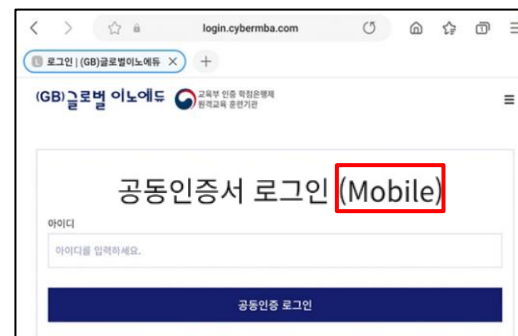 login.cybermba.com
로그인 | (GB)글로벌이노에듀
(GB)글로벌 이노에듀
교육부 인증 학점은행제
원격교육 훈련기관
공동인증서 로그인 (Mobile)
아이디
아이디를 입력하세요.
공동인증 로그인